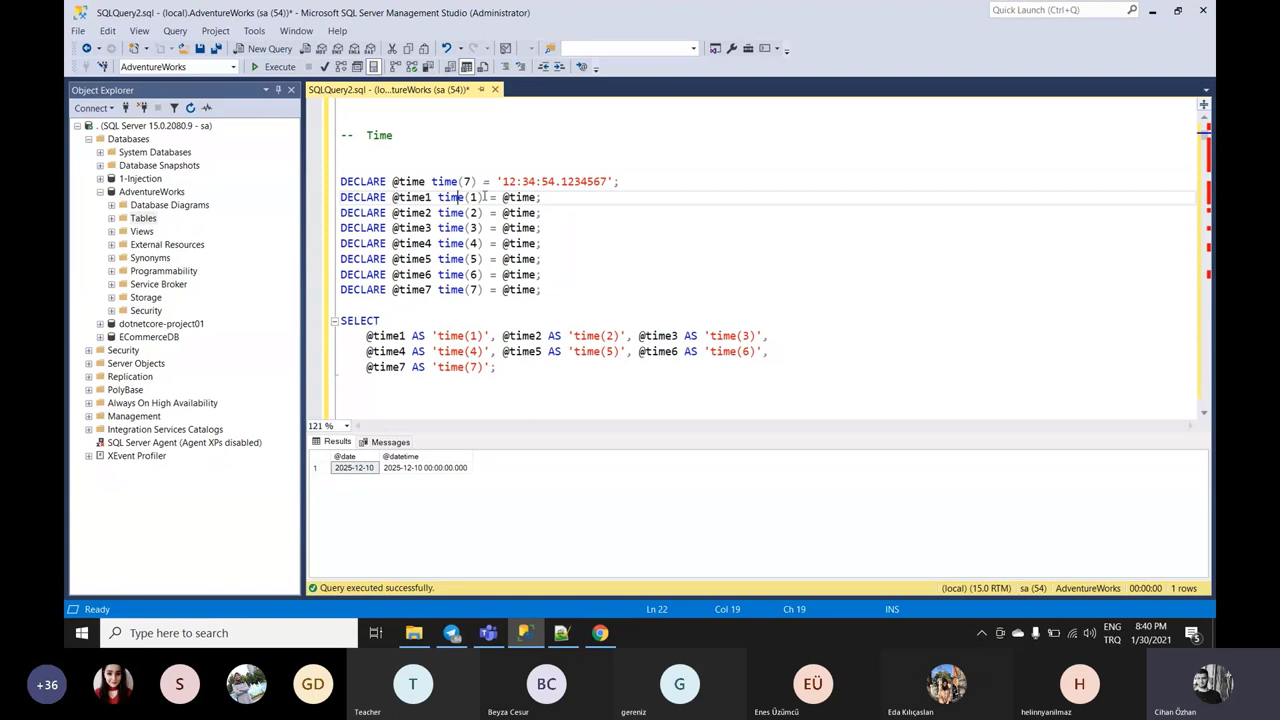 SQLQuery2.sql - (local).AdventureWorks (sa (54))* - Microsoft SQL Server Management Studio (Administrator)
Quick Launch (Ctrl+Q)
File Edit View Query Project Tools Window Help
New Query
AdventureWorks Execute
Object Explorer
SQLQuery2.sql - (lo...tureWorks (sa (54))*
Connect
. (SQL Server 15.0.2080.9 - sa)
Databases
System Databases
Database Snapshots
1-Injection
AdventureWorks
Database Diagrams
Tables
Views
External Resources
Synonyms
Programmability
Service Broker
Storage
Security
dotnetcore-project01
ECommerceDB
Security
Server Objects
Replication
PolyBase
Always On High Availability
Management
Integration Services Catalogs
SQL Server Agent (Agent XPs disabled)
XEvent Profiler
-- Time
DECLARE @time time(7) = '12:34:54.1234567';
DECLARE @time1 time(1) = @time;
DECLARE @time2 time(2) = @time;
DECLARE @time3 time(3) = @time;
DECLARE @time4 time(4) = @time;
DECLARE @time5 time(5) = @time;
DECLARE @time6 time(6) = @time;
DECLARE @time7 time(7) = @time;
SELECT
@time1 AS 'time(1)', @time2 AS 'time(2)', @time3 AS 'time(3)',
@time4 AS 'time(4)', @time5 AS 'time(5)', @time6 AS 'time(6)',
@time7 AS 'time(7)';
121 %
Results Messages
@date @datetime
1 2025-12-10 2025-12-10 00:00:00.000
Query executed successfully. (local) (15.0 RTM) sa (54) AdventureWorks 00:00:00 1 rows
Ready Ln 22 Col 19 Ch 19 INS
Type here to search
ENG 8:40 PM
TRQ 1/30/2021
5
+36 S GD T BC G EÜ H
Teacher Beyza Cesur gereniz Enes Üzümcü Eda Kılıçaslan helinnyanilmaz Cihan Özhan